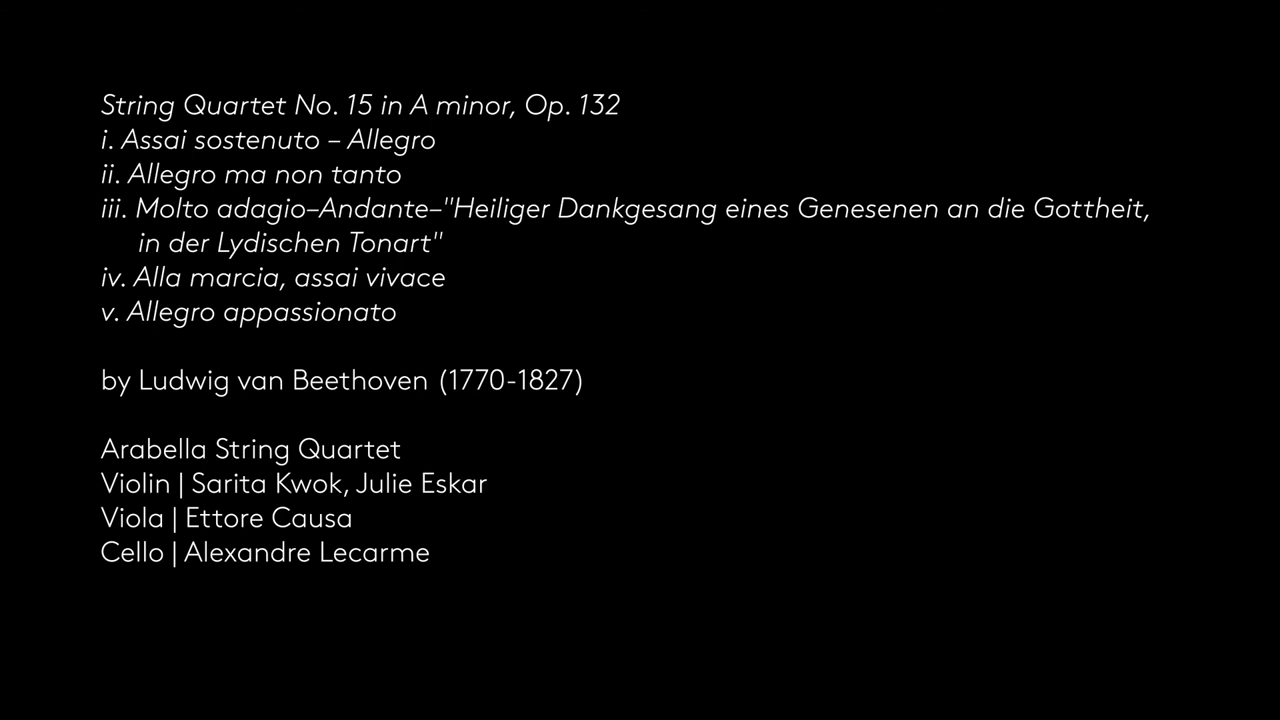 String Quartet No. 15 in A minor, Op. 132
i. Assai sostenuto – Allegro
ii. Allegro ma non tanto
iii. Molto adagio–Andante–"Heiliger Dankgesang eines Genesenen an die Gottheit,
in der Lydischen Tonart"
iv. Alla marcia, assai vivace
v. Allegro appassionato
by Ludwig van Beethoven (1770-1827)
Arabella String Quartet
Violin | Sarita Kwok, Julie Eskar
Viola | Ettore Causa
Cello | Alexandre Lecarme